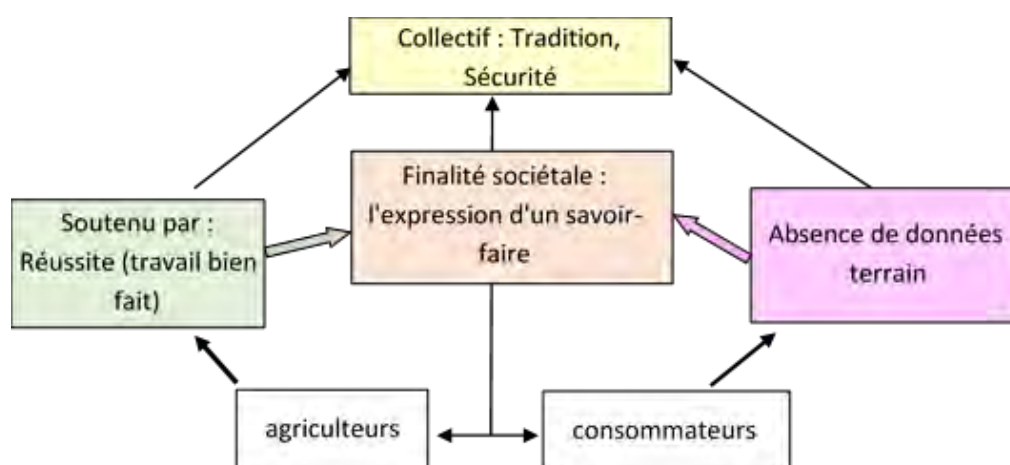 Collectif : Tradition,
Sécurité
Finalité sociétale :
l'expression d'un savoir-
faire
Soutenu par :
Réussite (travail bien
fait)
Absence de données
terrain
agriculteurs
consommateurs